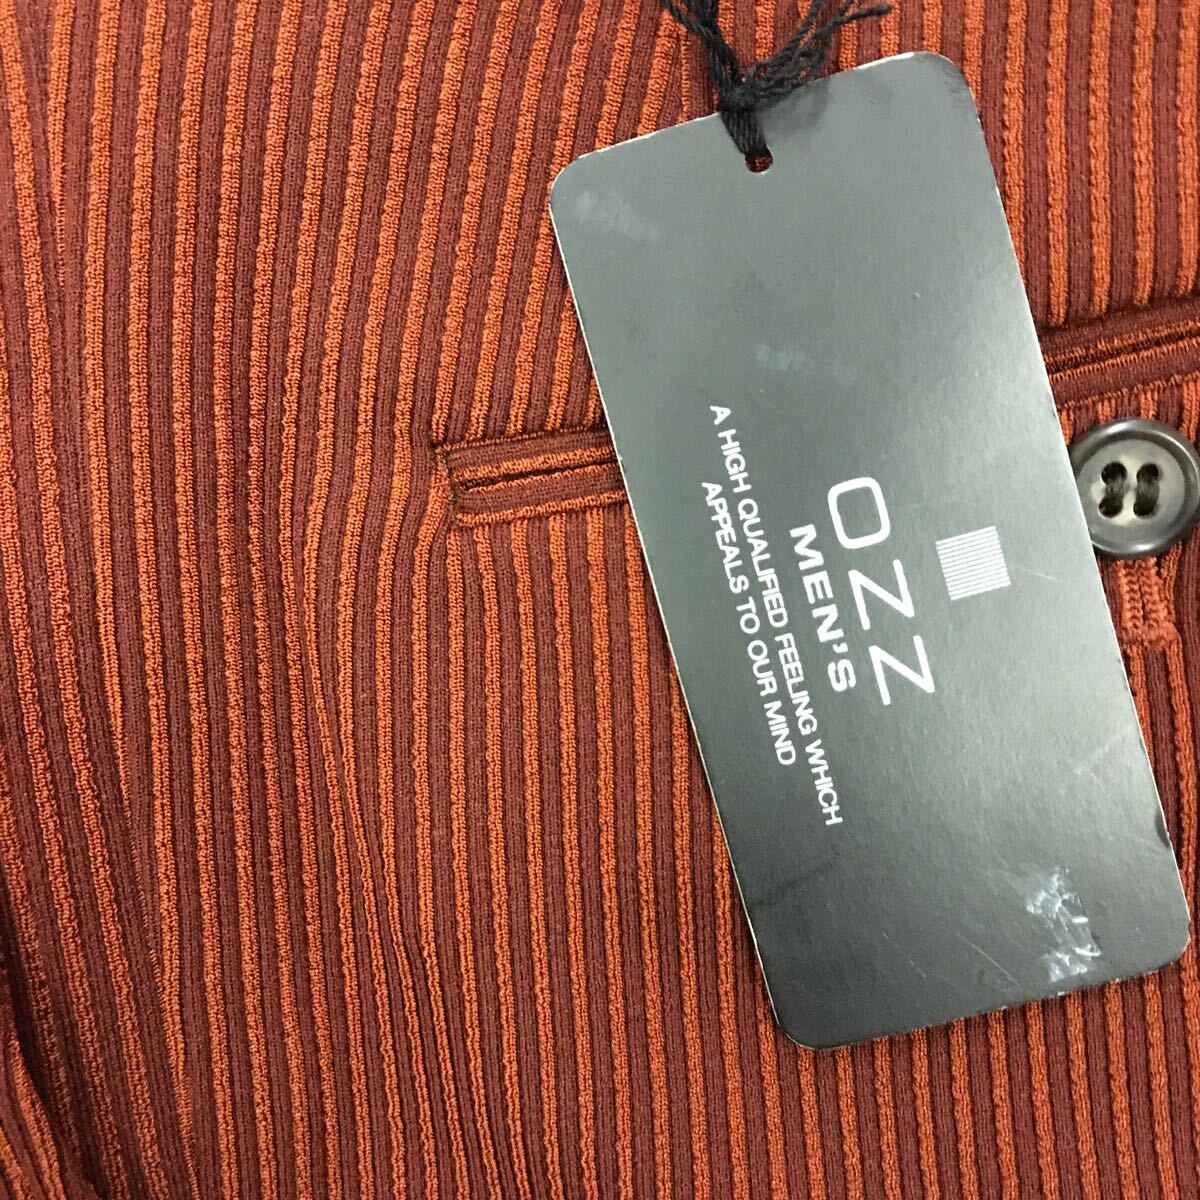 OZZ
MEN'S
A HIGH QUALIFIED FEELING WHICH
APPEALS TO OUR MIND